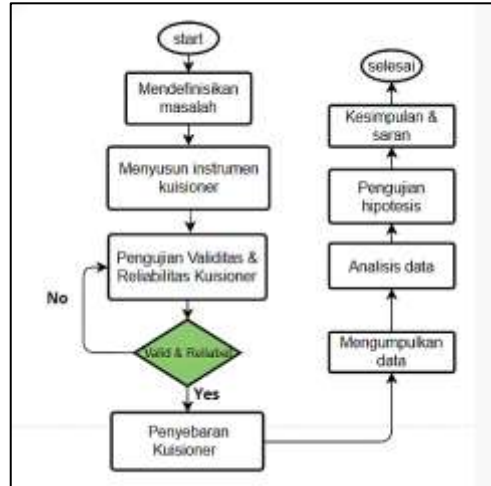 start
Mendefinisikan
masalah
Menyusun instrumen
kuisioner
Pengujian Validitas &
Reliabilitas Kuisioner
No
Valid & Reliabel
Yes
Penyebaran
Kuisioner
Mengumpulkan
data
Analisis data
Pengujian
hipotesis
Kesimpulan &
saran
selesai